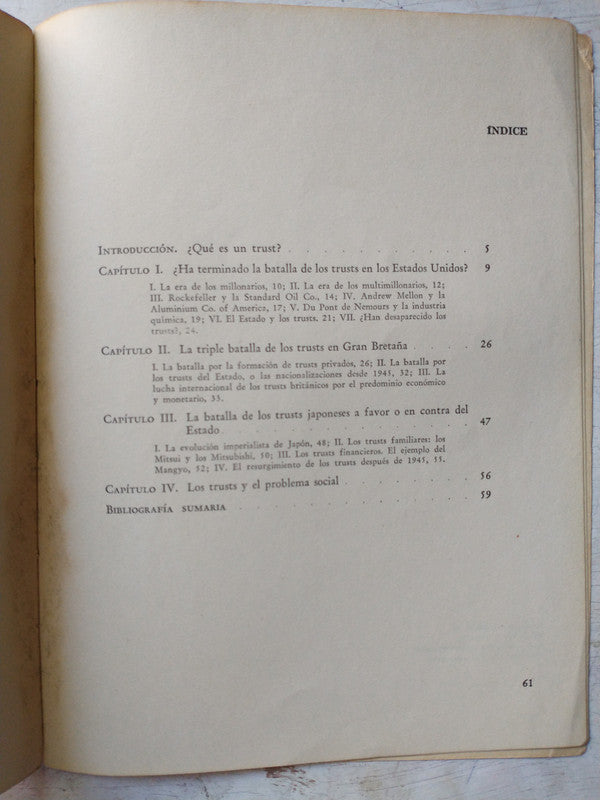 ÍNDICE
INTRODUCCIÓN. ¿Qué es un trust? . . . . . . . . . 5
CAPÍTULO I. ¿Ha terminado la batalla de los trusts en los Estados Unidos? 9
I. La era de los millonarios, 10; II. La era de los multimillonarios, 12;
III. Rockefeller y la Standard Oil Co., 14; IV. Andrew Mellon y la
Aluminium Co. of America, 17; V. Du Pont de Nemours y la industria
química, 19; VI. El Estado y los trusts. 21; VII. ¿Han desaparecido los
trusts?, 24.
CAPÍTULO II. La triple batalla de los trusts en Gran Bretaña . . . . 26
I. La batalla por la formación de trusts privados, 26; II. La batalla por
los trusts del Estado, o las nacionalizaciones desde 1945, 32; III. La
lucha internacional de los trusts británicos por el predominio económico
y monetario, 33.
CAPÍTULO III. La batalla de los trusts japoneses a favor o en contra del
Estado . . . . . . . . . . 47
I. La evolución imperialista de Japón, 48; II. Los trusts familiares: los
Mitsui y los Mitsubishi, 50; III. Los trusts financieros. El ejemplo del
Mangyo, 52; IV. El resurgimiento de los trusts después de 1945, 55.
CAPÍTULO IV. Los trusts y el problema social . . . . . . 56
BIBLIOGRAFÍA SUMARIA . . . . . . . . . . 59
61